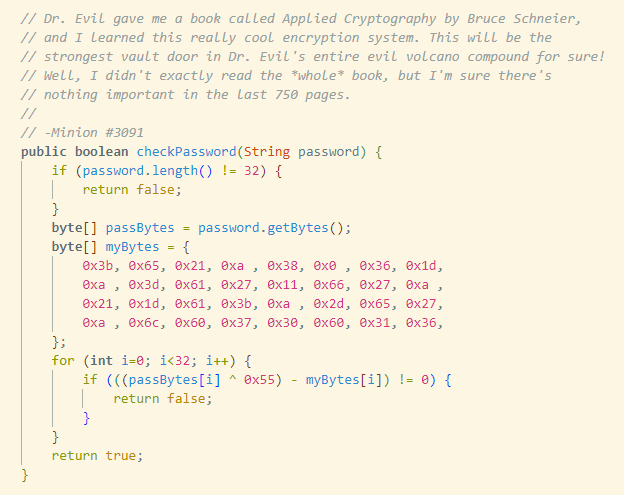 // Dr. Evil gave me a book called Applied Cryptography by Bruce Schneier,
// and I learned this really cool encryption system. This will be the
// strongest vault door in Dr. Evil's entire evil volcano compound for sure!
// Well, I didn't exactly read the *whole* book, but I'm sure there's
// nothing important in the last 750 pages.
//
// -Minion #3091
public boolean checkPassword(String password) {
    if (password.length() != 32) {
        return false;
    }
    byte[] passBytes = password.getBytes();
    byte[] myBytes = {
        0x3b, 0x65, 0x21, 0xa , 0x38, 0x0 , 0x36, 0x1d,
        0xa , 0x3d, 0x61, 0x27, 0x11, 0x66, 0x27, 0xa ,
        0x21, 0x1d, 0x61, 0x3b, 0xa , 0x2d, 0x65, 0x27,
        0xa , 0x6c, 0x60, 0x37, 0x30, 0x60, 0x31, 0x36,
    };
    for (int i=0; i<32; i++) {
        if (((passBytes[i] ^ 0x55) - myBytes[i]) != 0) {
            return false;
        }
    }
    return true;
}